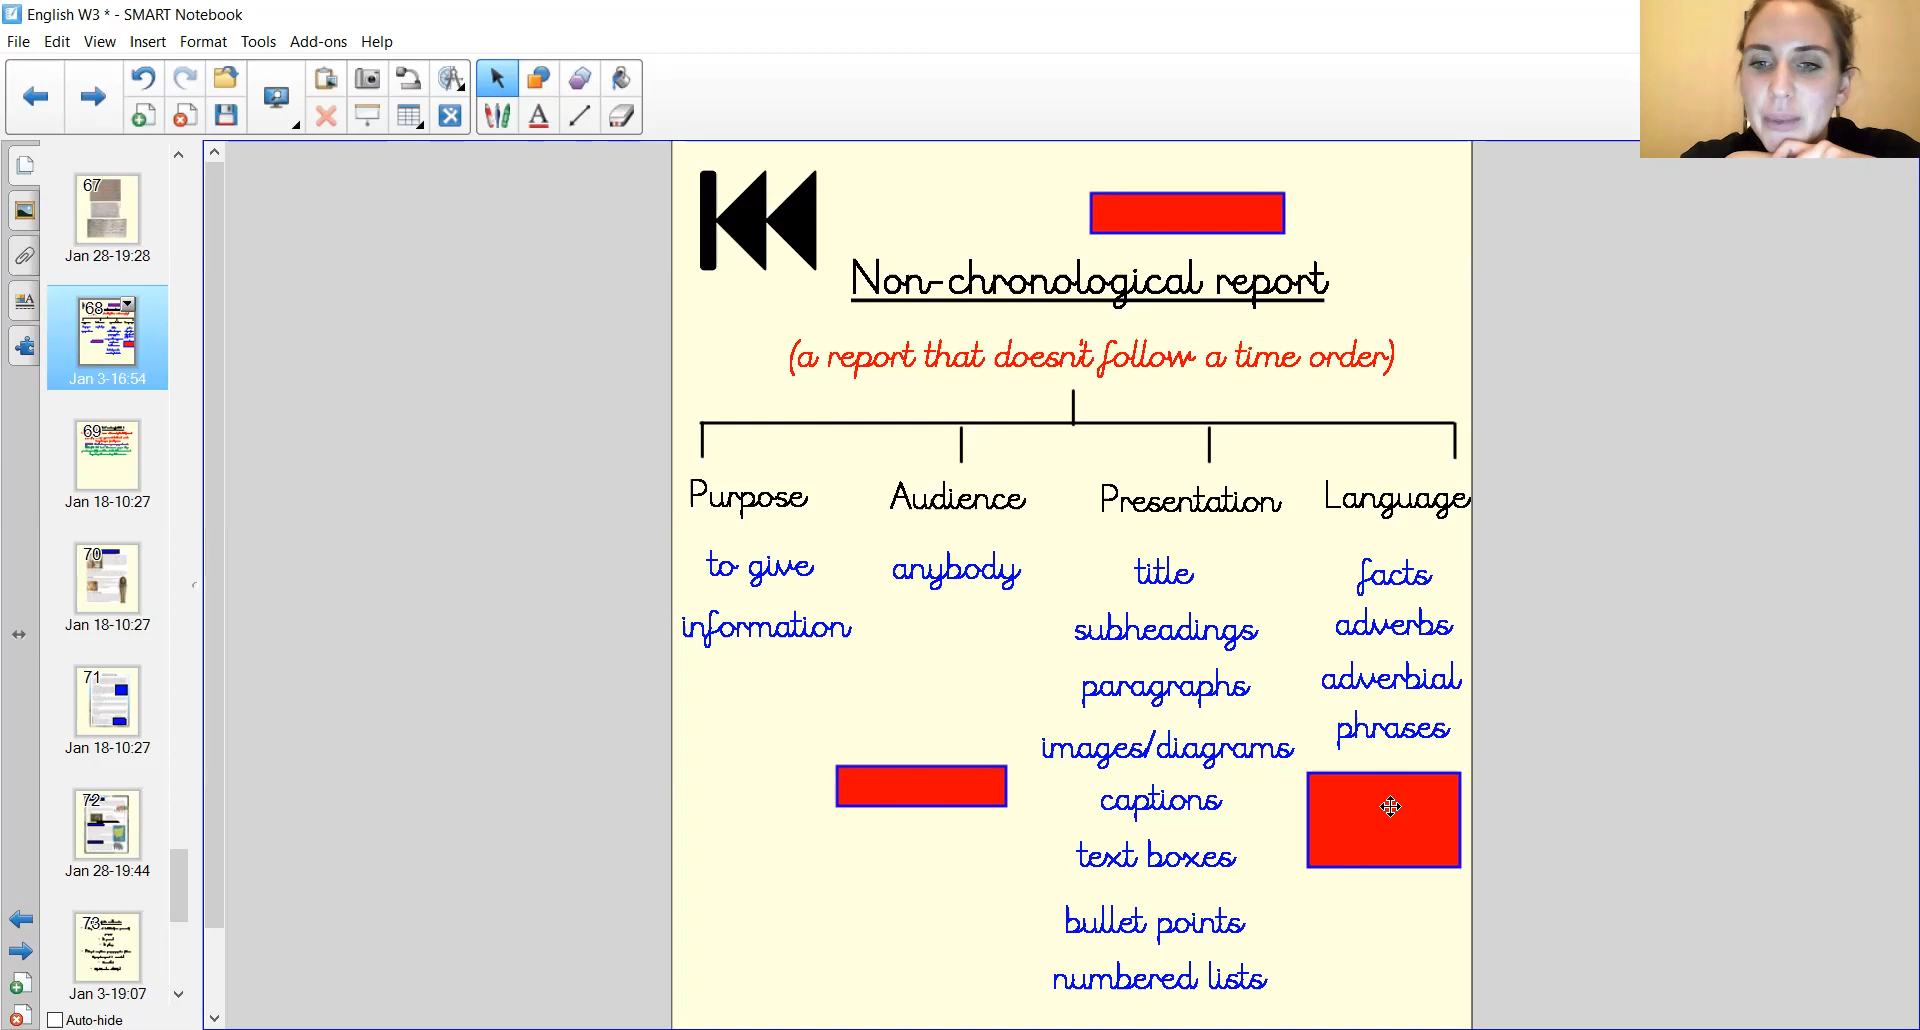 English W3 * - SMART Notebook
File Edit View Insert Format Tools Add-ons Help
67
Jan 28-19:28
68
Jan 3-16:54
69
Jan 18-10:27
70
Jan 18-10:27
71
Jan 18-10:27
72
Jan 28-19:44
73
Jan 3-19:07
Auto-hide
Non-chronological report
(a report that doesn't follow a time order)
Purpose
to give
information
Audience
anybody
Presentation
title
subheadings
paragraphs
images/diagrams
captions
text boxes
bullet points
numbered lists
Language
facts
adverbs
adverbial
phrases